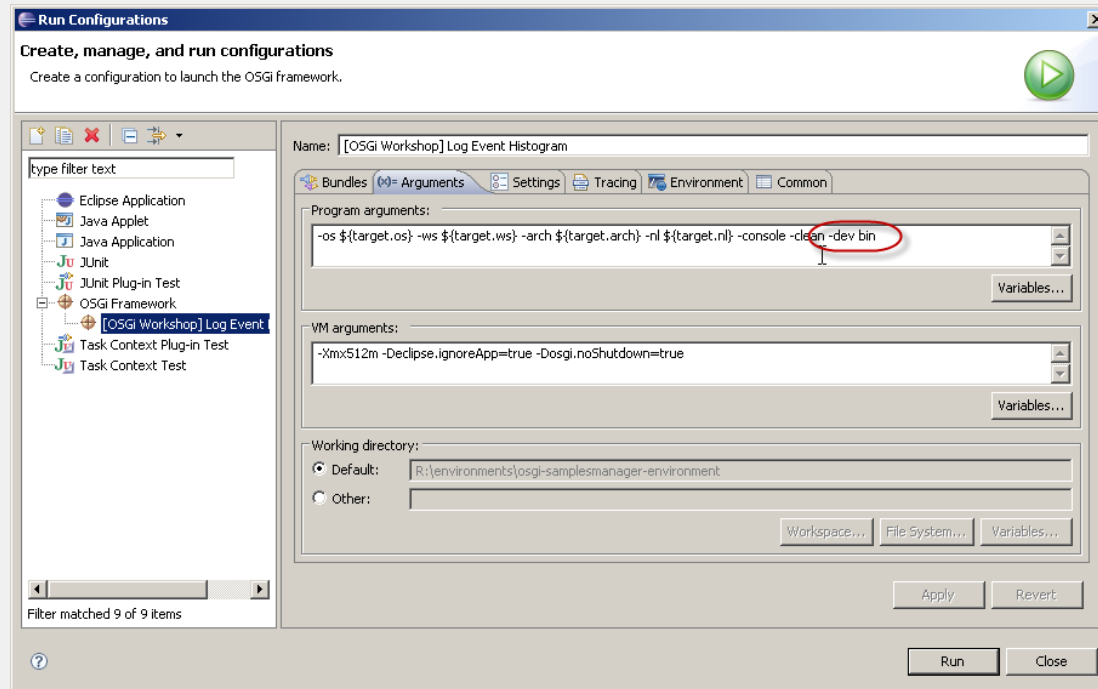 Run Configurations
Create, manage, and run configurations
Create a configuration to launch the OSGi framework.
type filter text
Eclipse Application
Java Applet
Java Application
JUnit
JUnit Plug-in Test
OSGi Framework
[OSGi Workshop] Log Event
Task Context Plug-in Test
Task Context Test
Filter matched 9 of 9 items
Name: [OSGi Workshop] Log Event Histogram
Bundles (x)= Arguments Settings Tracing Environment Common
Program arguments:
-os ${target.os} -ws ${target.ws} -arch ${target.arch} -nl ${target.nl} -console -clean -dev bin
Variables...
VM arguments:
-Xmx512m -Declipse.ignoreApp=true -Dosgi.noShutdown=true
Variables...
Working directory:
Default: R:\environments\osgi-samplesmanager-environment
Other:
Workspace... File System... Variables...
Apply Revert
Run Close